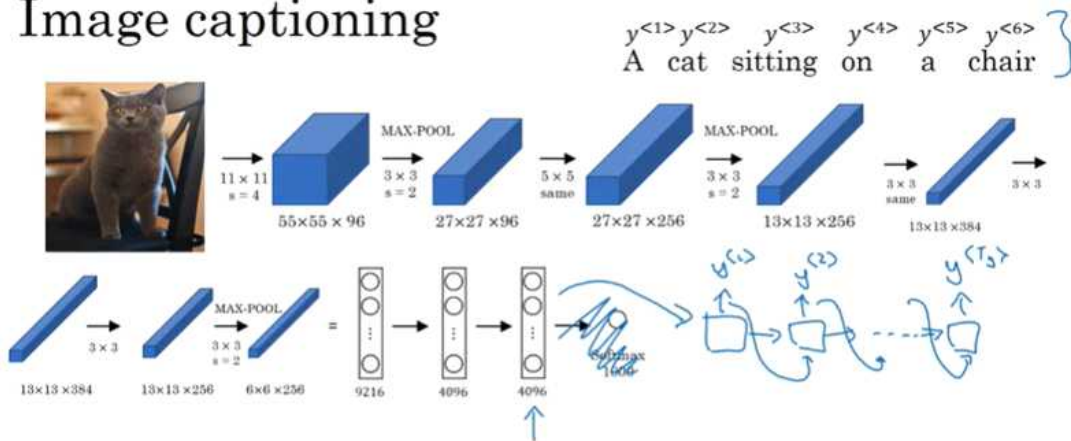 Image captioning
y<1> y<2> y<3> y<4> y<5> y<6>
A cat sitting on a chair
MAX-POOL MAX-POOL
11 × 11 3 × 3 5 × 5 3 × 3 3 × 3 3 × 3
s = 4 s = 2 same s = 2 same
55×55 × 96 27×27 ×96 27×27 ×256 13×13 ×256 13×13 ×384
y<1> y<2> y<Ty>
MAX-POOL
= ⋮ ⋮ ⋮
3 × 3 3 × 3
s = 2 Softmax
1000
13×13 ×384 13×13 ×256 6×6 ×256 9216 4096 4096